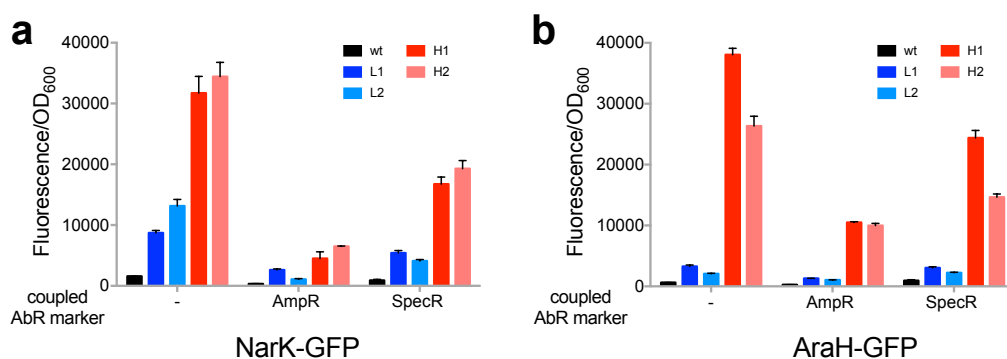 a
Fluorescence/OD600
40000
30000
20000
10000
0
wt
L1
L2
H1
H2
coupled
AbR marker
-
AmpR
SpecR
NarK-GFP
b
Fluorescence/OD600
40000
30000
20000
10000
0
wt
L1
L2
H1
H2
coupled
AbR marker
-
AmpR
SpecR
AraH-GFP